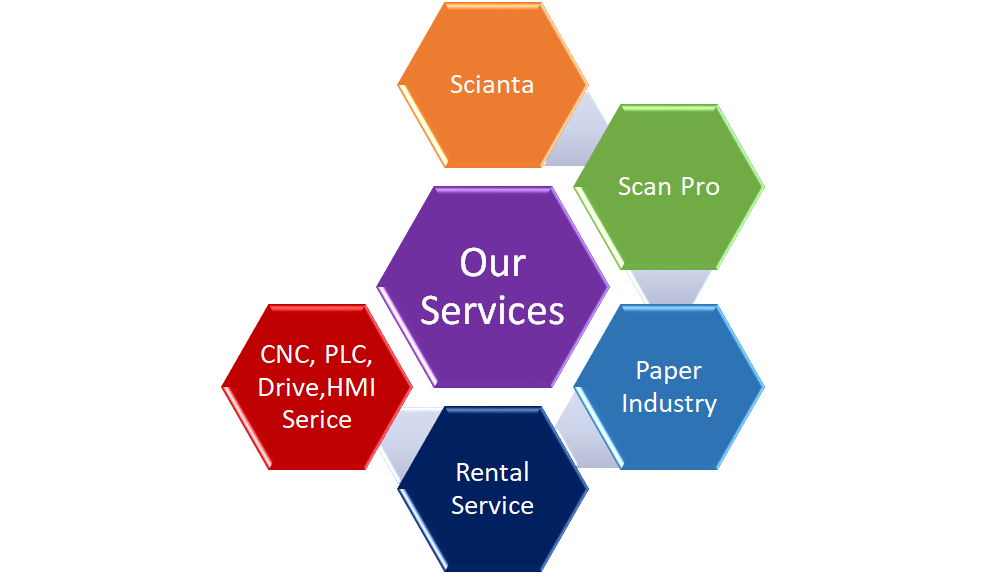 Scianta
Scan Pro
Our
Services
CNC, PLC,
Drive,HMI
Serice
Paper
Industry
Rental
Service